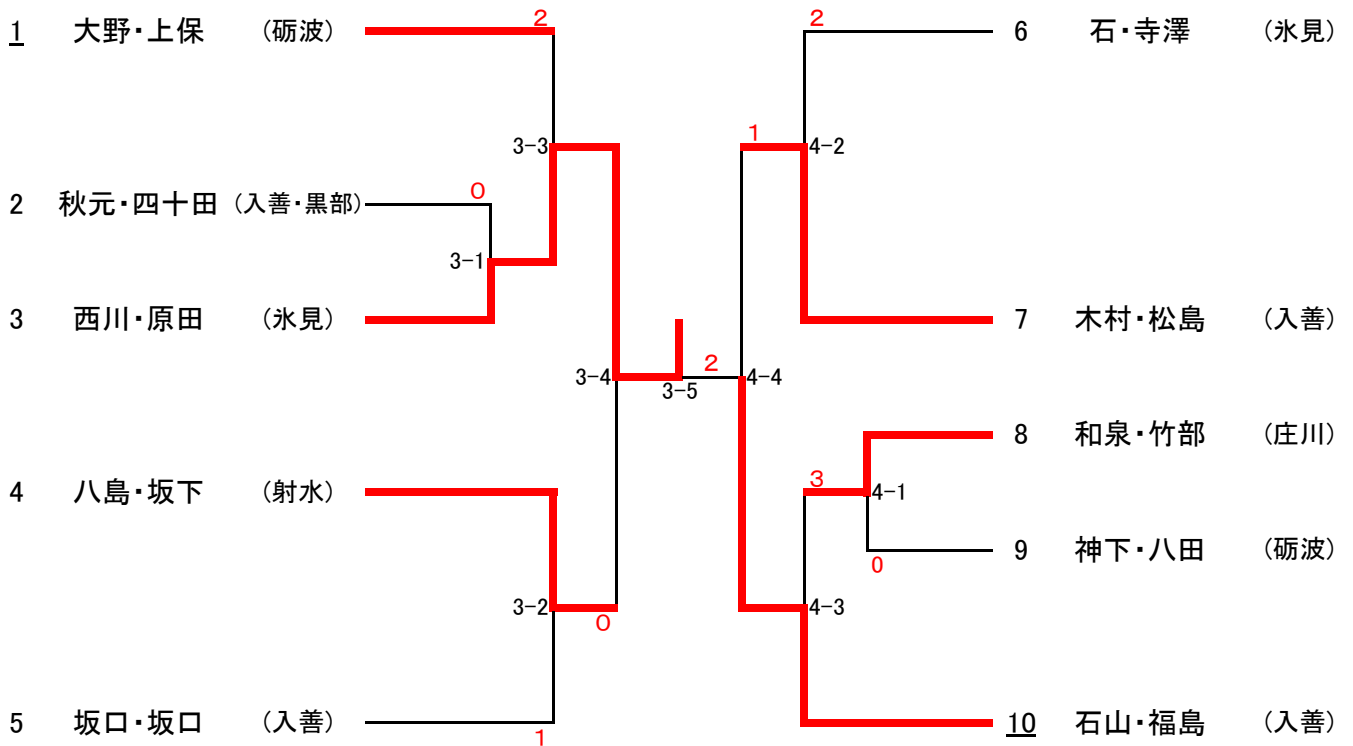 1 大野・上保 (砺波) 2
3-3
2 秋元・四十田 (入善・黒部) 0
3-1
3 西川・原田 (氷見)
3-4
3-5
4 八島・坂下 (射水)
3-2
0
5 坂口・坂口 (入善) 1
2 6 石・寺澤 (氷見)
1 4-2
7 木村・松島 (入善)
2 4-4
8 和泉・竹部 (庄川)
3 4-1
9 神下・八田 (砺波)
0
4-3
10 石山・福島 (入善)